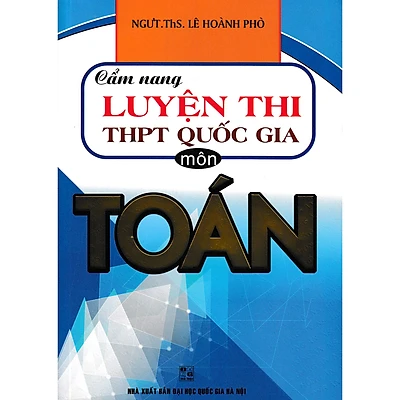 NGƯT.ThS. LÊ HOÀNH PHÒ
Cẩm nang
LUYỆN THI
THPT QUỐC GIA
môn
TOÁN
NHÀ XUẤT BẢN ĐẠI HỌC QUỐC GIA HÀ NỘI